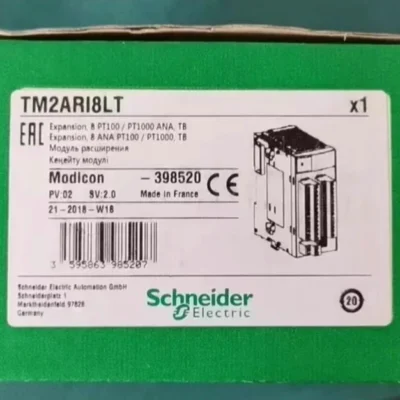 TM2ARI8LT x1
EAC Expansion, 8 PT100 / PT1000 ANA, TB
Expansion, 8 ANA PT100 / PT1000, TB
Модуль расширения
Кеңейту модулі
Modicon -398520 CE
PV:02 SV:2.0 Made in France
21-2018-W18
3 595863 985207
Schneider Electric Automation GmbH
Schneiderplatz 1
Marktheidenfeld 97828
Germany
Schneider
Electric
20